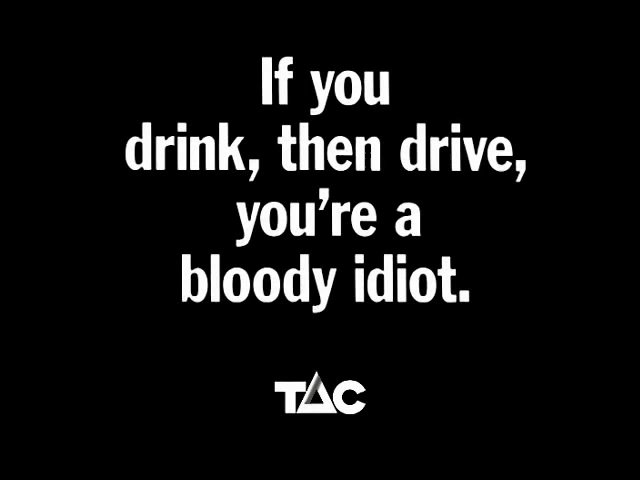 If you
drink, then drive,
you're a
bloody idiot.
TAC